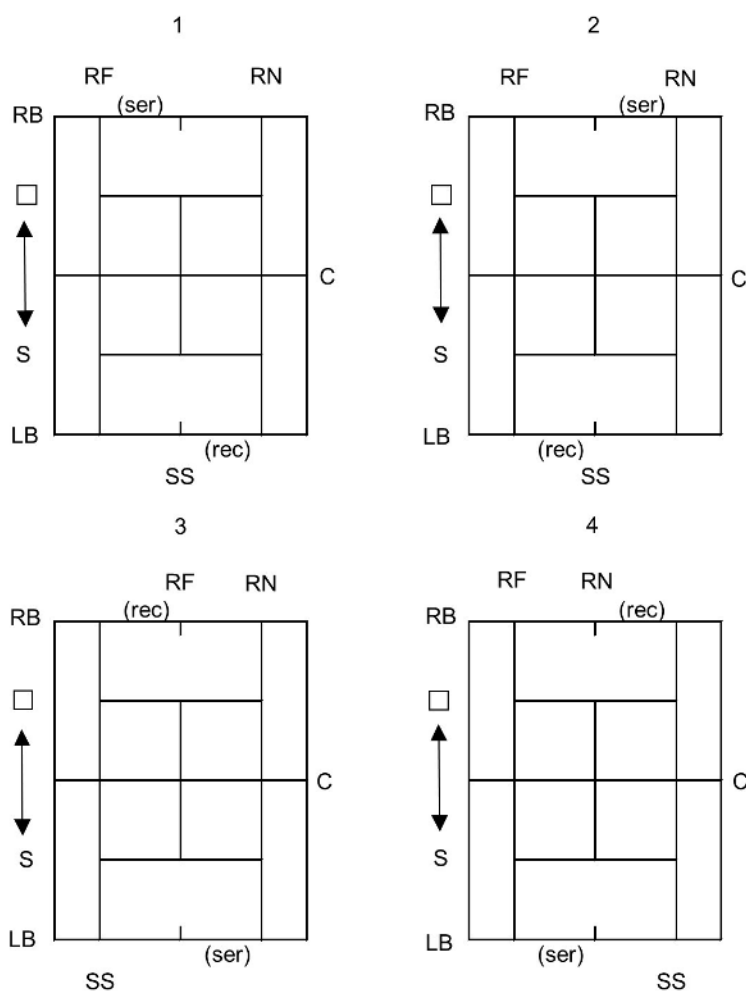 1
RF
RN
(ser)
RB
C
S
LB
(rec)
SS
2
RF
RN
(ser)
RB
C
S
LB
(rec)
SS
3
RF
RN
(rec)
RB
C
S
LB
(ser)
SS
4
RF
RN
(rec)
RB
C
S
LB
(ser)
SS